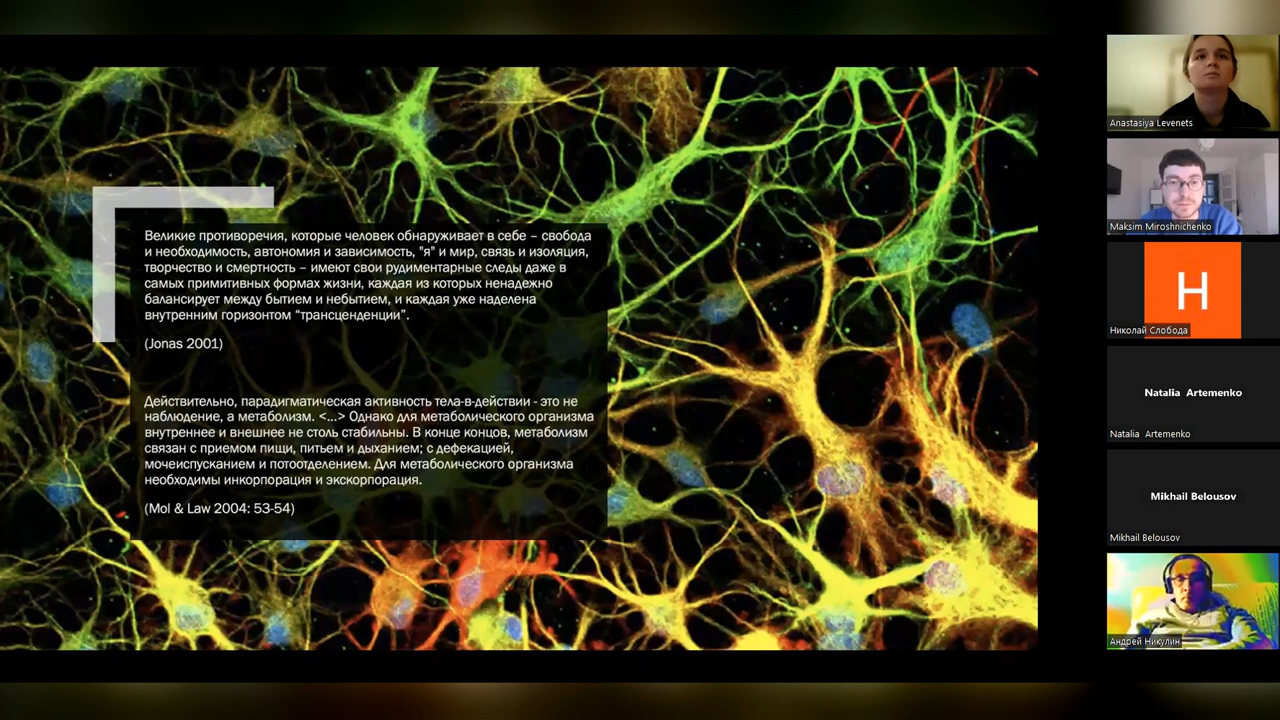 Великие противоречия, которые человек обнаруживает в себе – свобода
и необходимость, автономия и зависимость, "я" и мир, связь и изоляция,
творчество и смертность – имеют свои рудиментарные следы даже в
самых примитивных формах жизни, каждая из которых ненадежно
балансирует между бытием и небытием, и каждая уже наделена
внутренним горизонтом “трансценденции”.
(Jonas 2001)
Действительно, парадигматическая активность тела-в-действии - это не
наблюдение, а метаболизм. <...> Однако для метаболического организма
внутреннее и внешнее не столь стабильны. В конце концов, метаболизм
связан с приемом пищи, питьем и дыханием; с дефекацией,
мочеиспусканием и потоотделением. Для метаболического организма
необходимы инкорпорация и экскорпорация.
(Mol & Law 2004: 53-54)
Anastasiya Levenets
Maksim Miroshnichenko
Н
Николай Слобода
Natalia Artemenko
Natalia Artemenko
Mikhail Belousov
Mikhail Belousov
Андрей Никулин